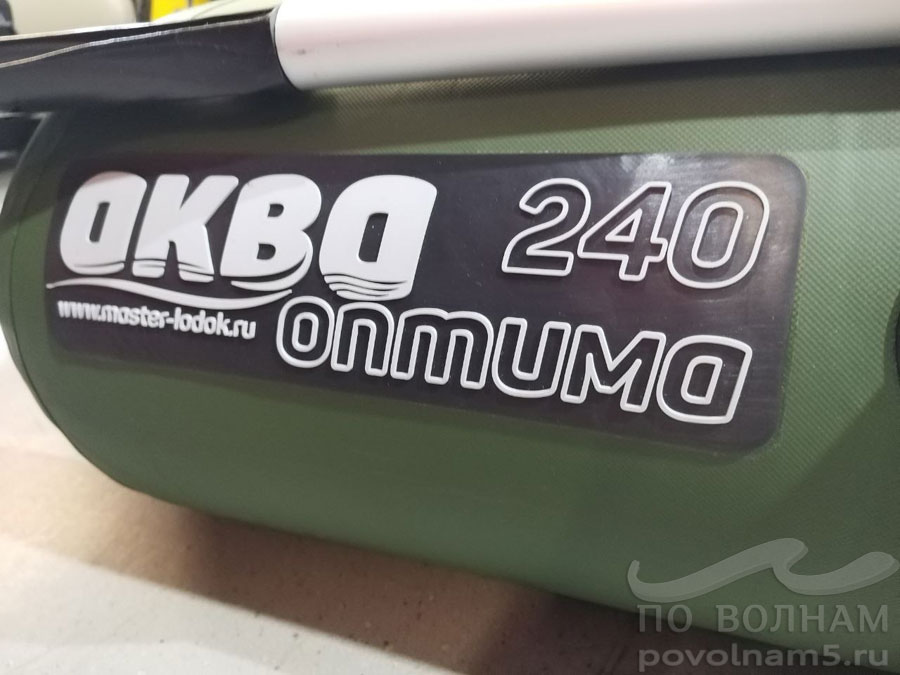 АКВА 240
www.master-lodok.ru
оптима
ПО ВОЛНАМ
povolnam5.ru